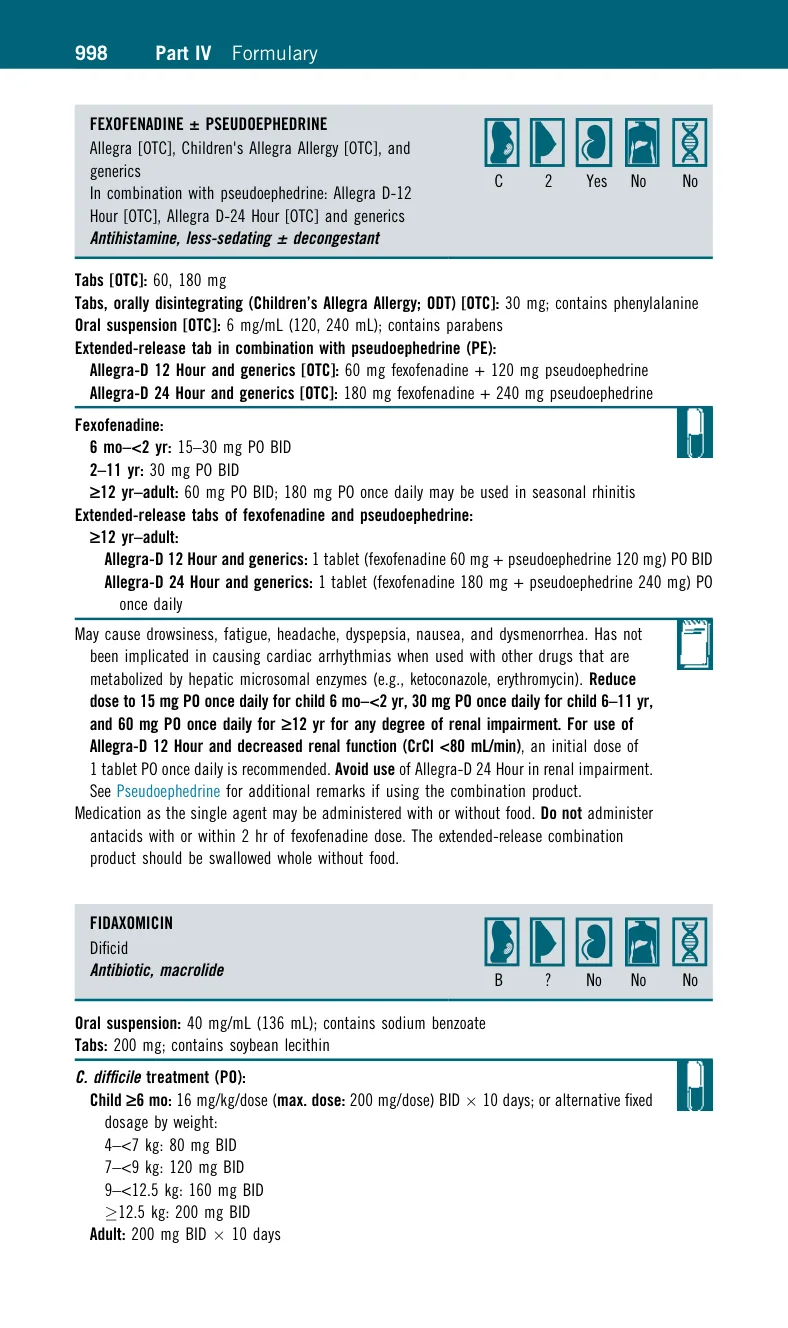 998 Part IV Formulary
FEXOFENADINE ± PSEUDOEPHEDRINE
Allegra [OTC], Children's Allegra Allergy [OTC], and
generics
In combination with pseudoephedrine: Allegra D-12
Hour [OTC], Allegra D-24 Hour [OTC] and generics
Antihistamine, less-sedating ± decongestant
C 2 Yes No No
Tabs [OTC]: 60, 180 mg
Tabs, orally disintegrating (Children’s Allegra Allergy; ODT) [OTC]: 30 mg; contains phenylalanine
Oral suspension [OTC]: 6 mg/mL (120, 240 mL); contains parabens
Extended-release tab in combination with pseudoephedrine (PE):
Allegra-D 12 Hour and generics [OTC]: 60 mg fexofenadine + 120 mg pseudoephedrine
Allegra-D 24 Hour and generics [OTC]: 180 mg fexofenadine + 240 mg pseudoephedrine
Fexofenadine:
6 mo–<2 yr: 15–30 mg PO BID
2–11 yr: 30 mg PO BID
≥12 yr–adult: 60 mg PO BID; 180 mg PO once daily may be used in seasonal rhinitis
Extended-release tabs of fexofenadine and pseudoephedrine:
≥12 yr–adult:
Allegra-D 12 Hour and generics: 1 tablet (fexofenadine 60 mg + pseudoephedrine 120 mg) PO BID
Allegra-D 24 Hour and generics: 1 tablet (fexofenadine 180 mg + pseudoephedrine 240 mg) PO
once daily
May cause drowsiness, fatigue, headache, dyspepsia, nausea, and dysmenorrhea. Has not
been implicated in causing cardiac arrhythmias when used with other drugs that are
metabolized by hepatic microsomal enzymes (e.g., ketoconazole, erythromycin). Reduce
dose to 15 mg PO once daily for child 6 mo–<2 yr, 30 mg PO once daily for child 6–11 yr,
and 60 mg PO once daily for ≥12 yr for any degree of renal impairment. For use of
Allegra-D 12 Hour and decreased renal function (CrCl <80 mL/min), an initial dose of
1 tablet PO once daily is recommended. Avoid use of Allegra-D 24 Hour in renal impairment.
See Pseudoephedrine for additional remarks if using the combination product.
Medication as the single agent may be administered with or without food. Do not administer
antacids with or within 2 hr of fexofenadine dose. The extended-release combination
product should be swallowed whole without food.
FIDAXOMICIN
Dificid
Antibiotic, macrolide
B ? No No No
Oral suspension: 40 mg/mL (136 mL); contains sodium benzoate
Tabs: 200 mg; contains soybean lecithin
C. difficile treatment (PO):
Child ≥6 mo: 16 mg/kg/dose (max. dose: 200 mg/dose) BID × 10 days; or alternative fixed
dosage by weight:
4–<7 kg: 80 mg BID
7–<9 kg: 120 mg BID
9–<12.5 kg: 160 mg BID
≥12.5 kg: 200 mg BID
Adult: 200 mg BID × 10 days